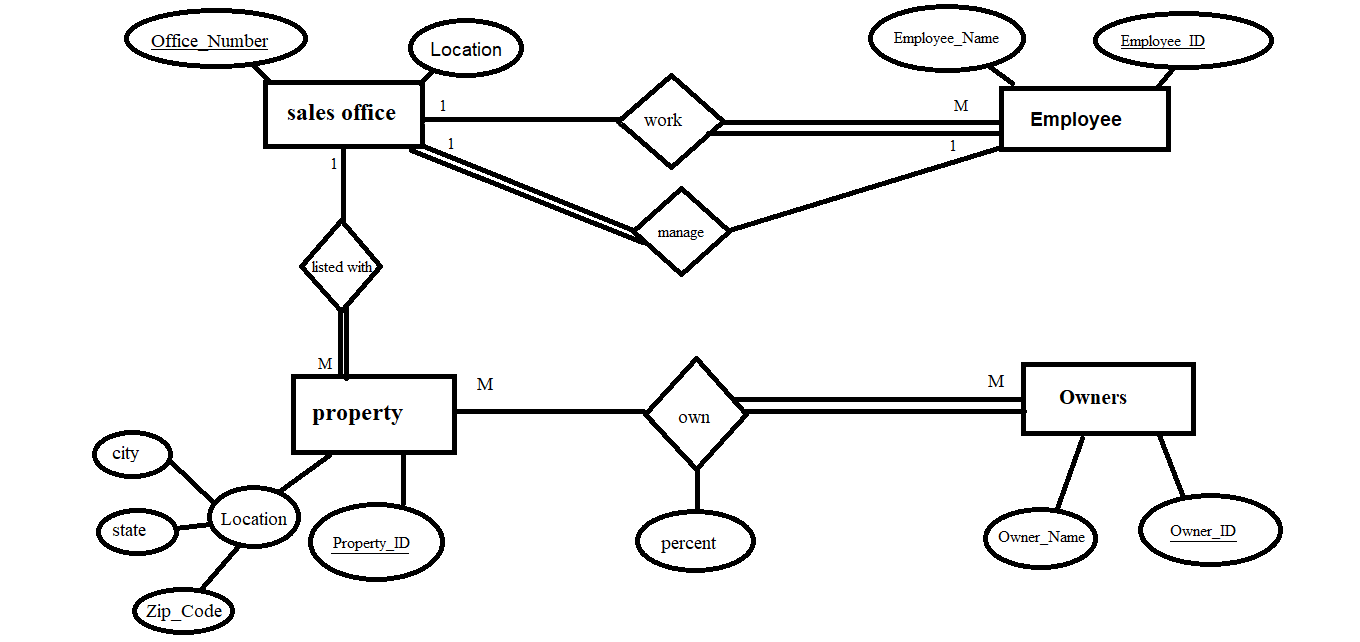 Office_Number
Location
Employee_Name
Employee_ID
sales office
1
work
M
Employee
1
1
1
manage
listed with
M
property
M
own
M
Owners
city
state
Location
Property_ID
Zip_Code
percent
Owner_Name
Owner_ID